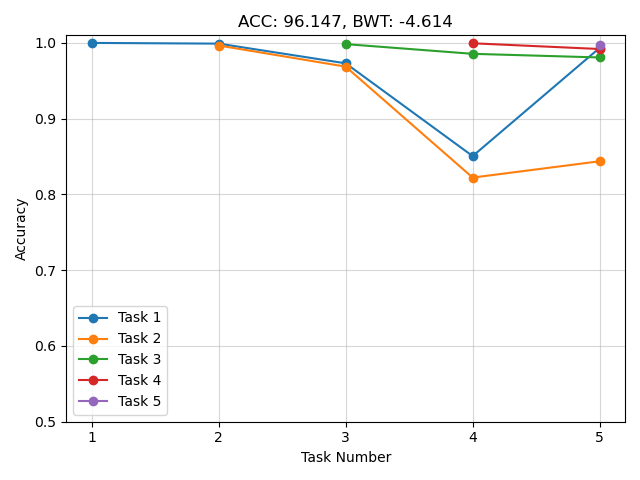 ACC: 96.147, BWT: -4.614
1.0
0.9
0.8
0.7
0.6
0.5
Accuracy
Task 1
Task 2
Task 3
Task 4
Task 5
1 2 3 4 5
Task Number